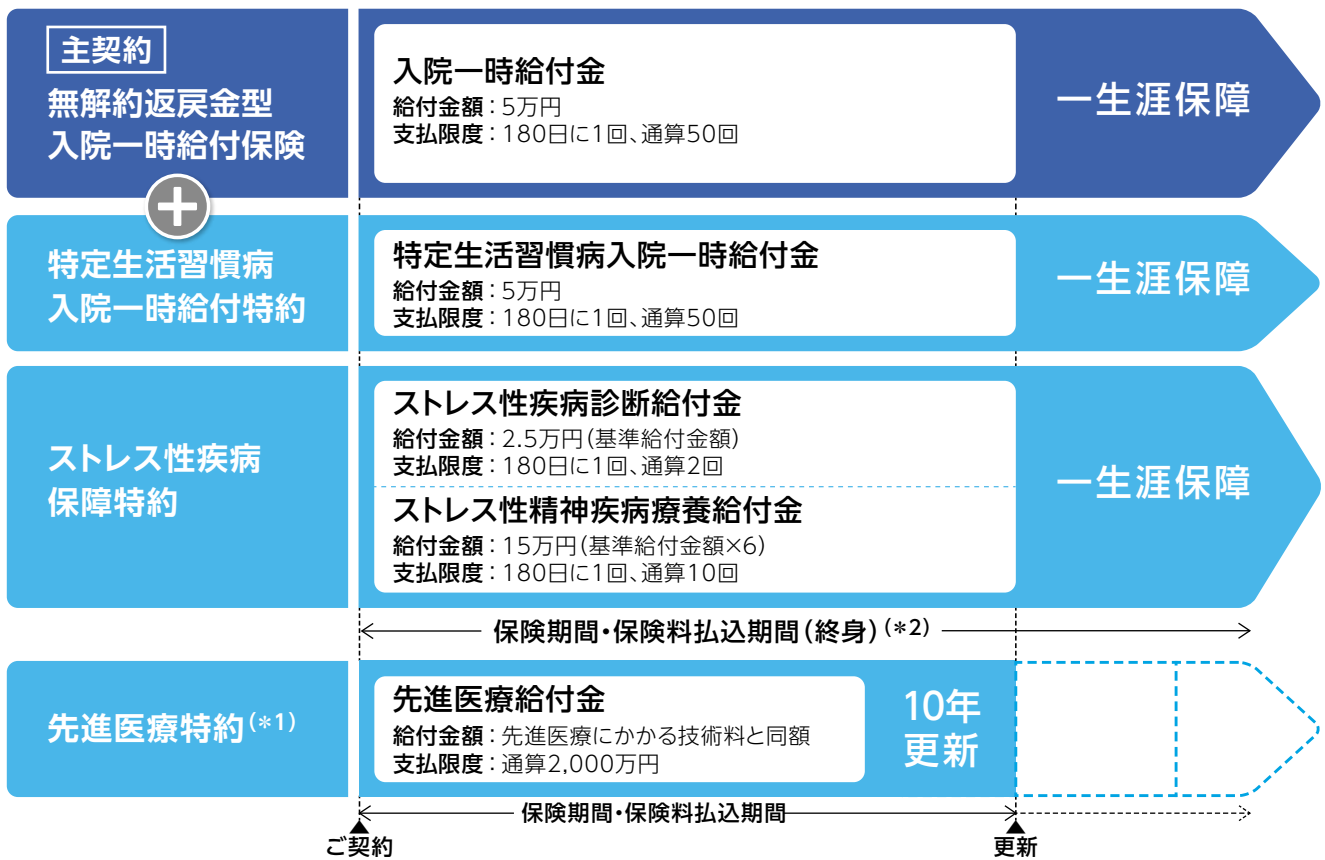 主契約
無解約返戻金型
入院一時給付保険
入院一時給付金
給付金額：5万円
支払限度：180日に1回、通算50回
一生涯保障
特定生活習慣病
入院一時給付特約
特定生活習慣病入院一時給付金
給付金額：5万円
支払限度：180日に1回、通算50回
一生涯保障
ストレス性疾病
保障特約
ストレス性疾病診断給付金
給付金額：2.5万円(基準給付金額)
支払限度：180日に1回、通算2回
ストレス性精神疾病療養給付金
給付金額：15万円(基準給付金額×6)
支払限度：180日に1回、通算10回
一生涯保障
保険期間・保険料払込期間(終身)(*2)
先進医療特約(*1)
先進医療給付金
給付金額：先進医療にかかる技術料と同額
支払限度：通算2,000万円
10年
更新
保険期間・保険料払込期間
ご契約
更新